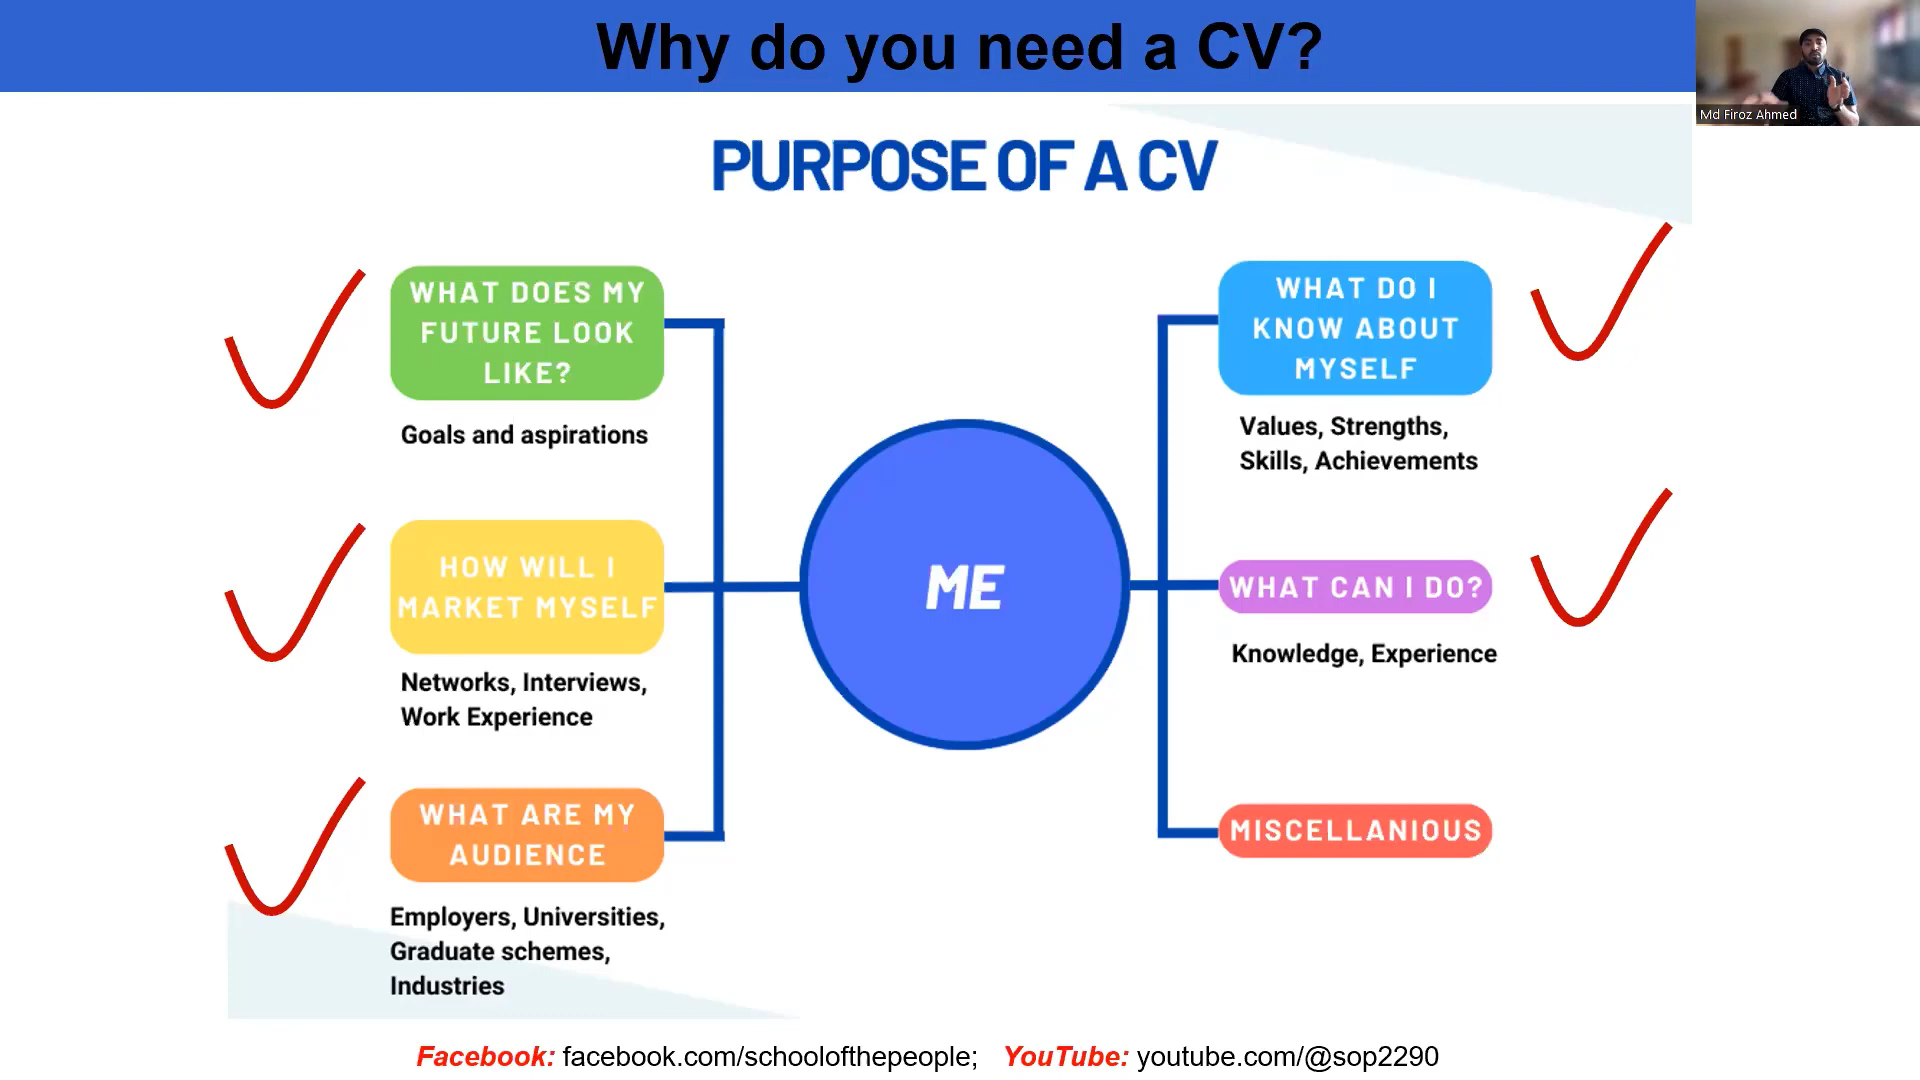 Why do you need a CV?
Md Firoz Ahmed
PURPOSE OF A CV
WHAT DOES MY
FUTURE LOOK
LIKE?
Goals and aspirations
HOW WILL I
MARKET MYSELF
Networks, Interviews,
Work Experience
WHAT ARE MY
AUDIENCE
Employers, Universities,
Graduate schemes,
Industries
ME
WHAT DO I
KNOW ABOUT
MYSELF
Values, Strengths,
Skills, Achievements
WHAT CAN I DO?
Knowledge, Experience
MISCELLANIOUS
Facebook: facebook.com/schoolofthepeople; YouTube: youtube.com/@sop2290